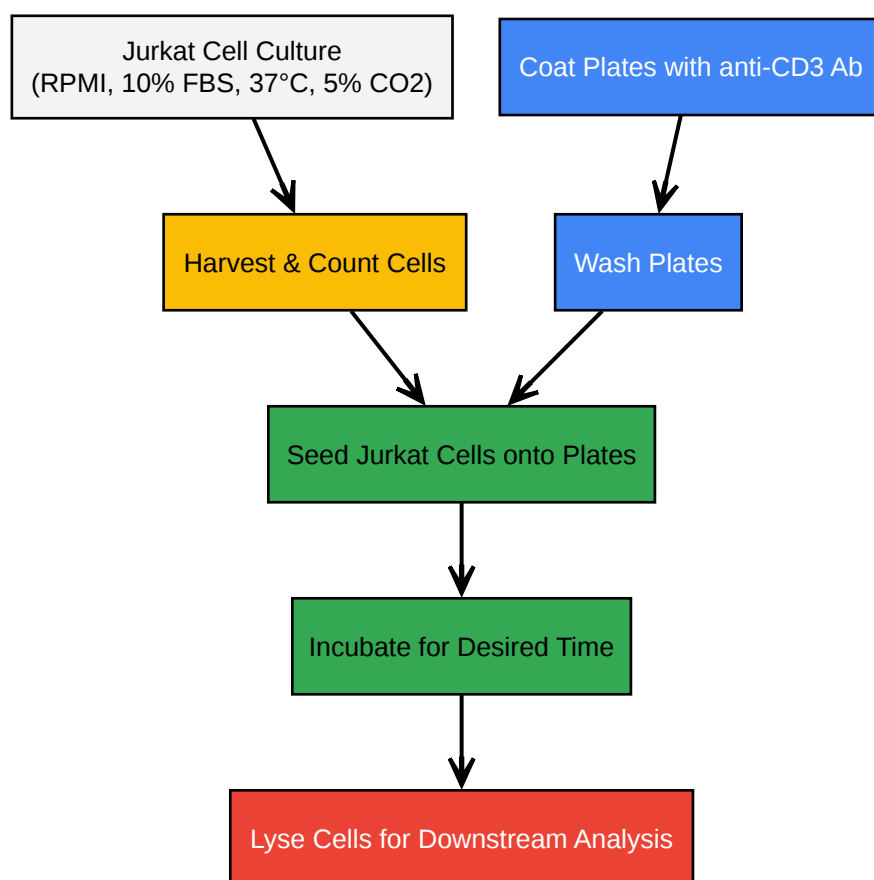 Jurkat Cell Culture
(RPMI, 10% FBS, 37°C, 5% CO2)
Coat Plates with anti-CD3 Ab
Harvest & Count Cells
Wash Plates
Seed Jurkat Cells onto Plates
Incubate for Desired Time
Lyse Cells for Downstream Analysis